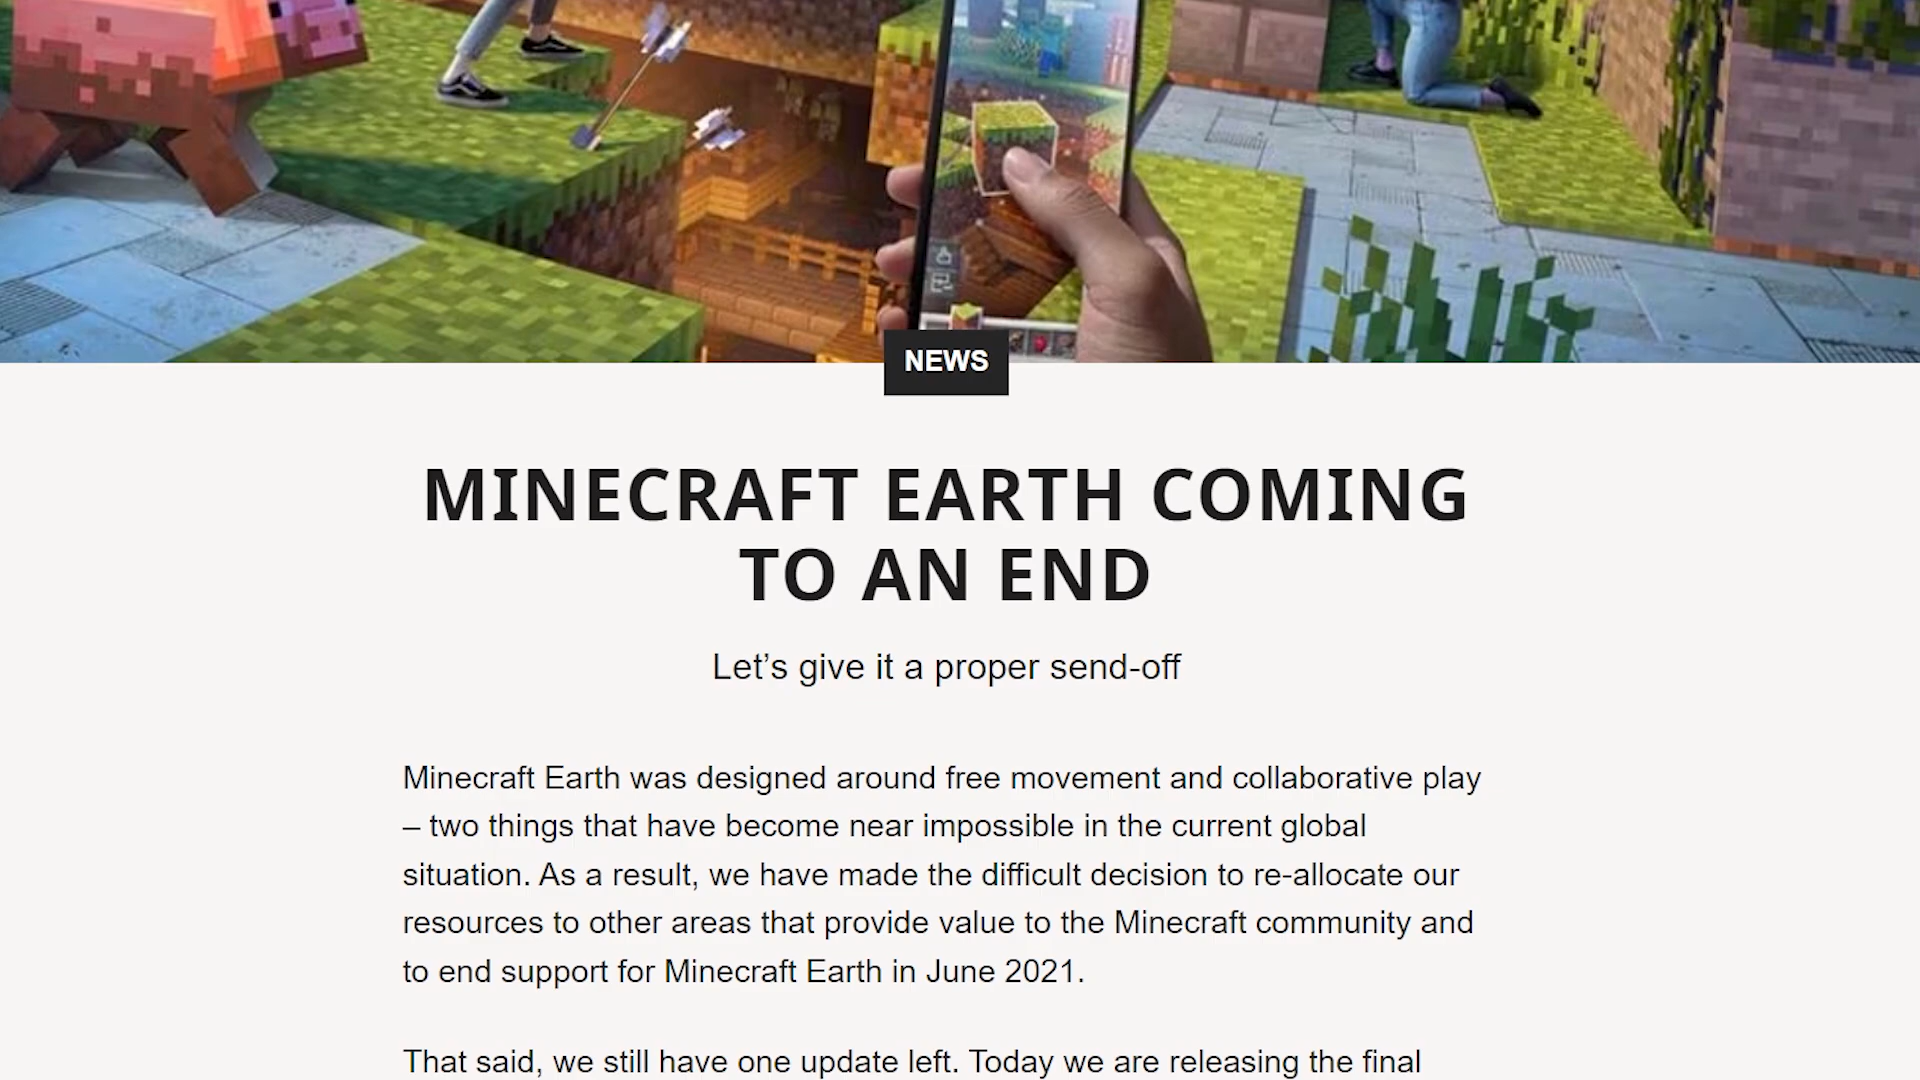 NEWS
MINECRAFT EARTH COMING
TO AN END
Let’s give it a proper send-off
Minecraft Earth was designed around free movement and collaborative play
– two things that have become near impossible in the current global
situation. As a result, we have made the difficult decision to re-allocate our
resources to other areas that provide value to the Minecraft community and
to end support for Minecraft Earth in June 2021.
That said, we still have one update left. Today we are releasing the final